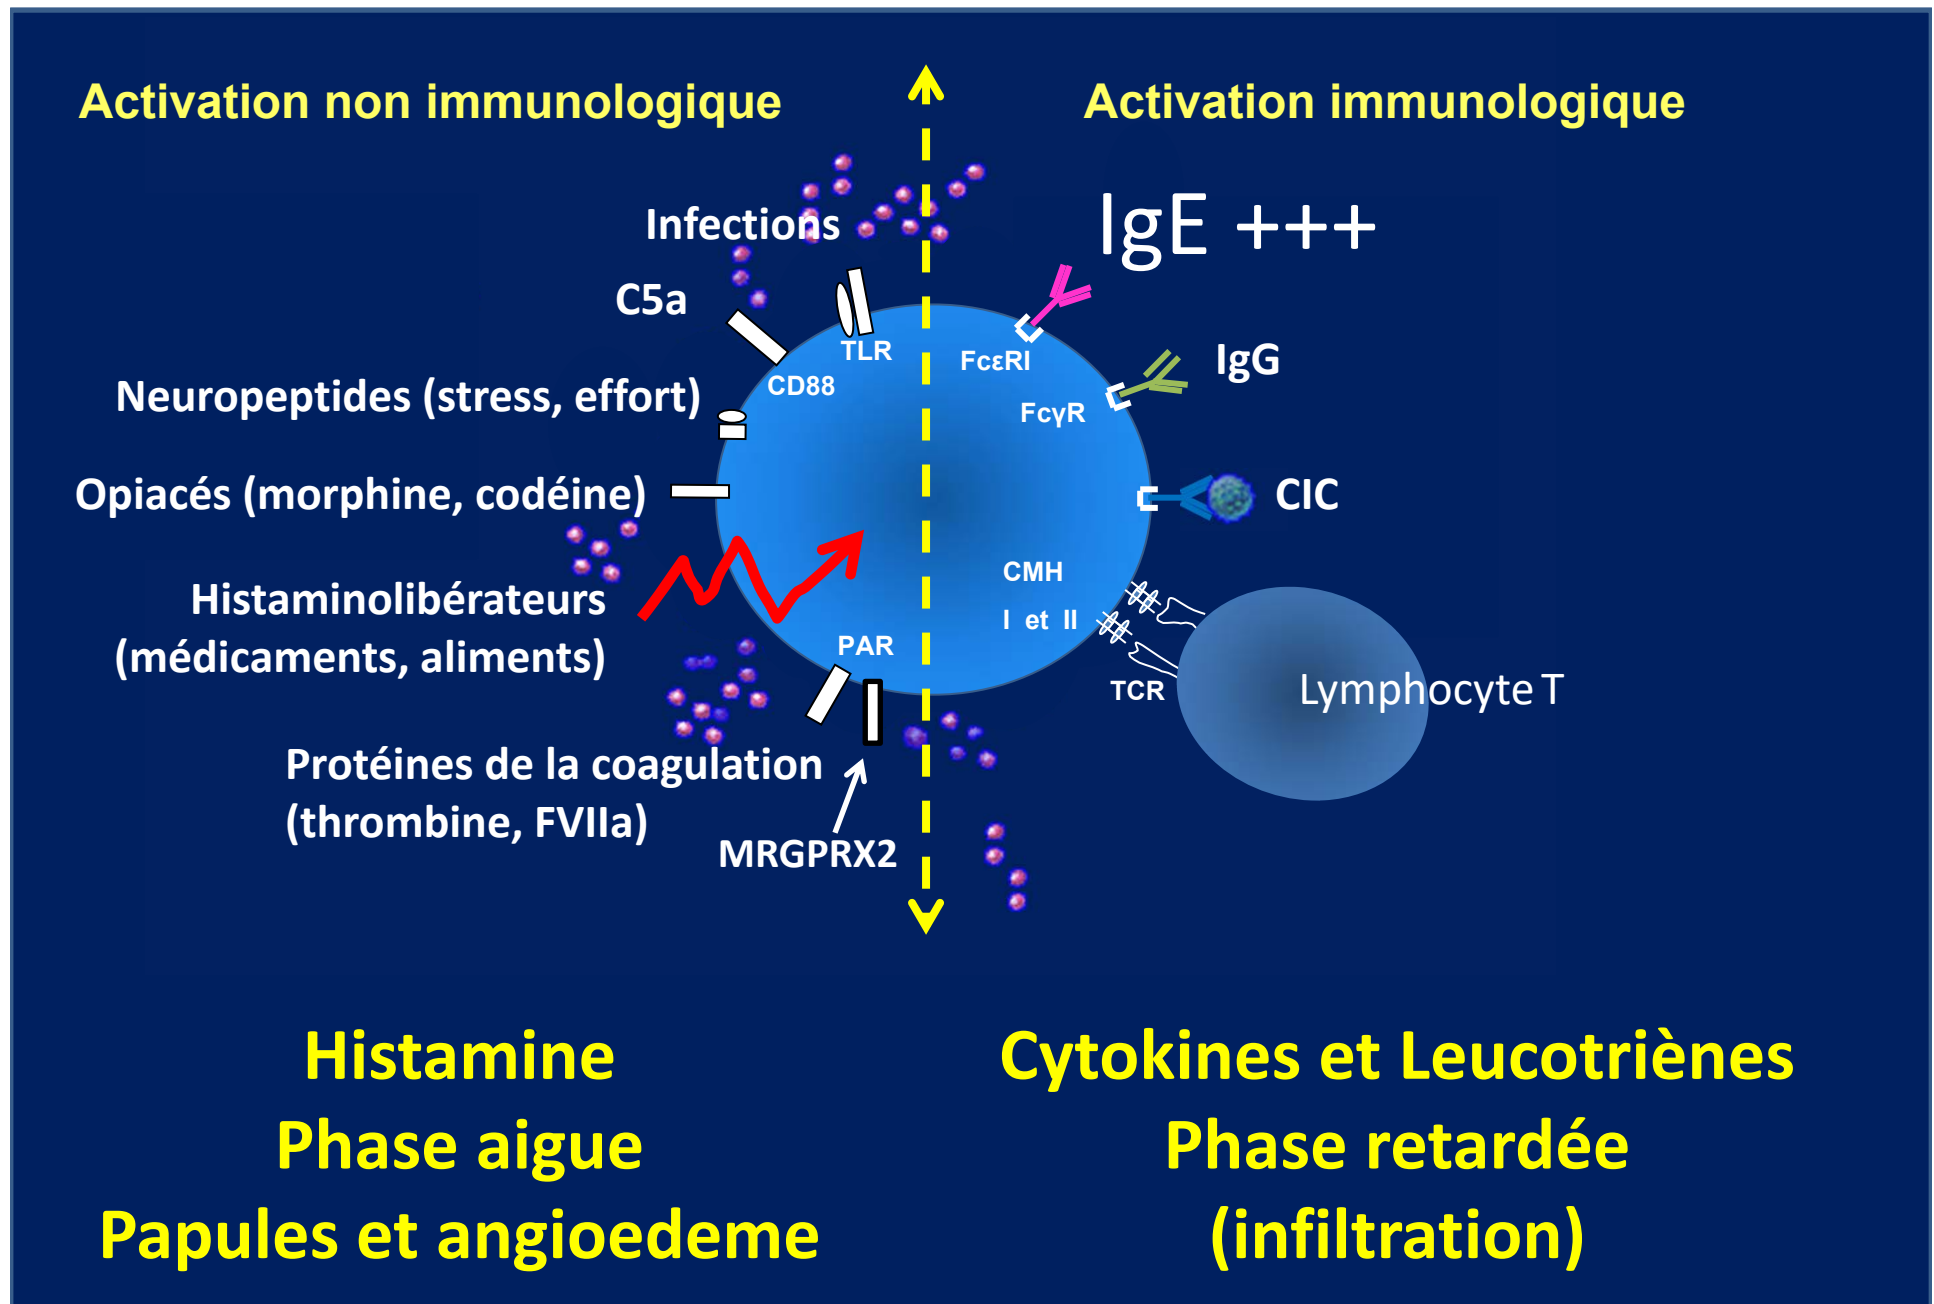 Activation non immunologique
Activation immunologique
Infections
C5a
Neuropeptides (stress, effort)
Opiacés (morphine, codéine)
Histaminolibérateurs
(médicaments, aliments)
Protéines de la coagulation
(thrombine, FVIIa)
MRGPRX2
TLR
CD88
PAR
FcεRI
FcγR
CMH
I et II
TCR
IgE +++
IgG
CIC
Lymphocyte T
Histamine
Phase aigue
Papules et angioedeme
Cytokines et Leucotriènes
Phase retardée
(infiltration)